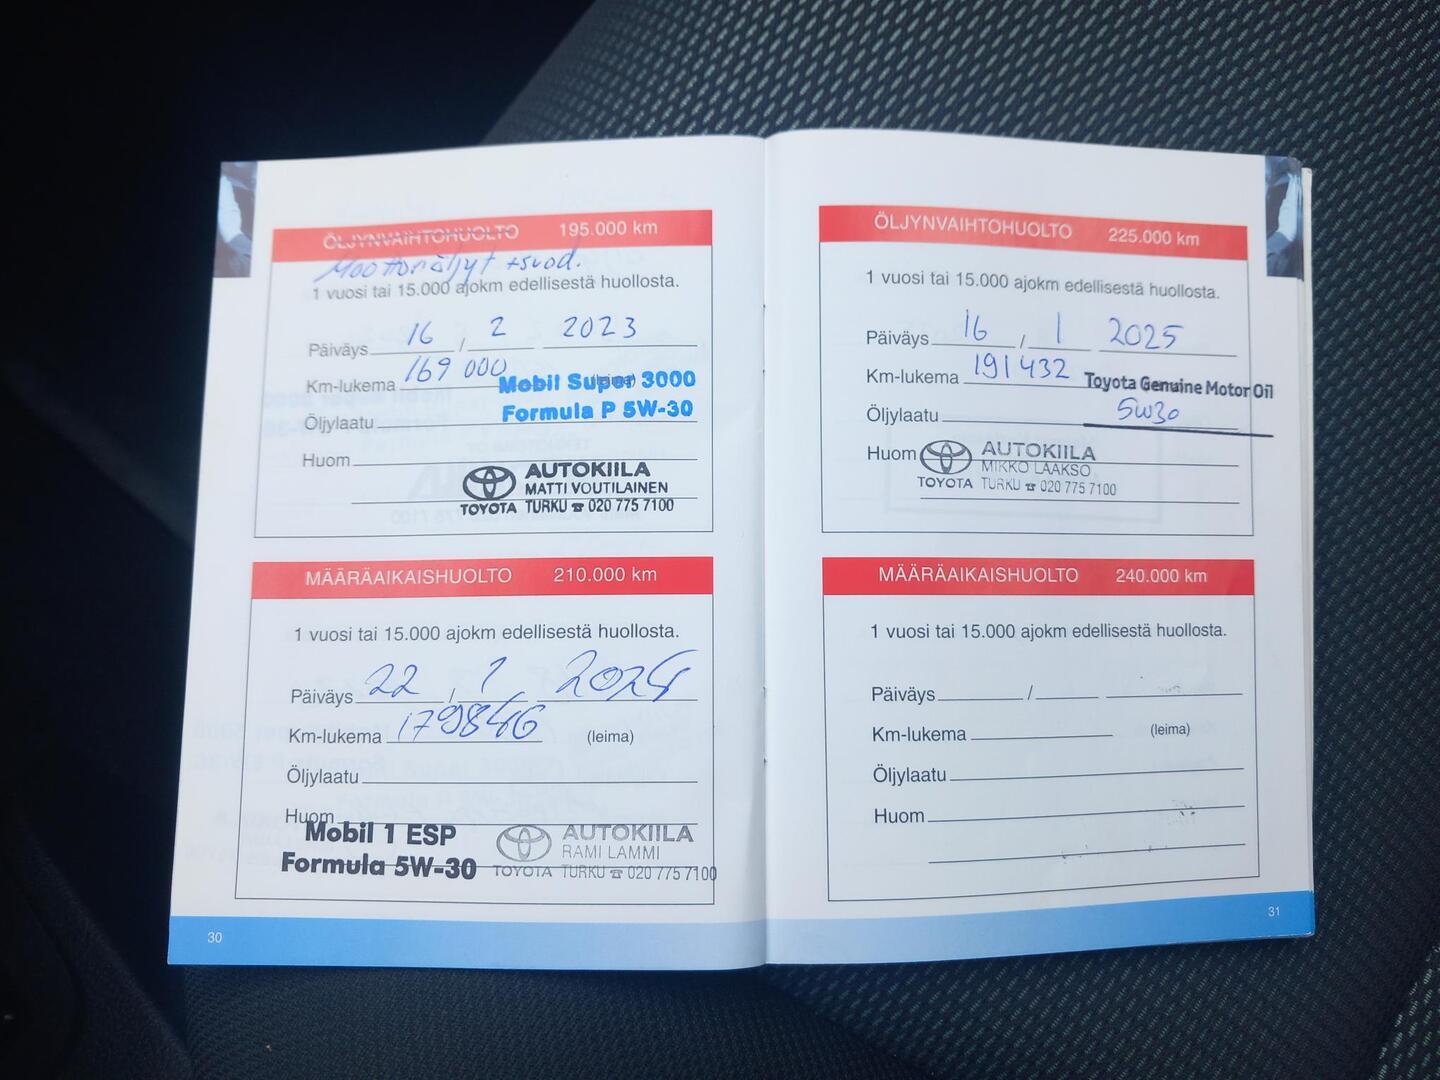 ÖLJYNVAIHTOHUOLTO 195.000 km
Moottoriöljyt + suod.
1 vuosi tai 15.000 ajokm edellisestä huollosta.
Päiväys 16 / 2 2023
Km-lukema 169 000 (leima)
Mobil Super 3000
Öljylaatu Formula P 5W-30
Huom
AUTOKIILA
MATTI VOUTILAINEN
TOYOTA TURKU ☎ 020 775 7100
MÄÄRÄAIKAISHUOLTO 210.000 km
1 vuosi tai 15.000 ajokm edellisestä huollosta.
Päiväys 22 / 1 2024
Km-lukema 179846 (leima)
Öljylaatu
Huom
Mobil 1 ESP
Formula 5W-30
AUTOKIILA
RAMI LAMMI
TOYOTA TURKU ☎ 020 775 7100
30
ÖLJYNVAIHTOHUOLTO 225.000 km
1 vuosi tai 15.000 ajokm edellisestä huollosta.
Päiväys 16 / 1 2025
Km-lukema 191432
Toyota Genuine Motor Oil
Öljylaatu 5W30
Huom
AUTOKIILA
MIKKO LAAKSO
TOYOTA TURKU ☎ 020 775 7100
MÄÄRÄAIKAISHUOLTO 240.000 km
1 vuosi tai 15.000 ajokm edellisestä huollosta.
Päiväys /
Km-lukema (leima)
Öljylaatu
Huom
31